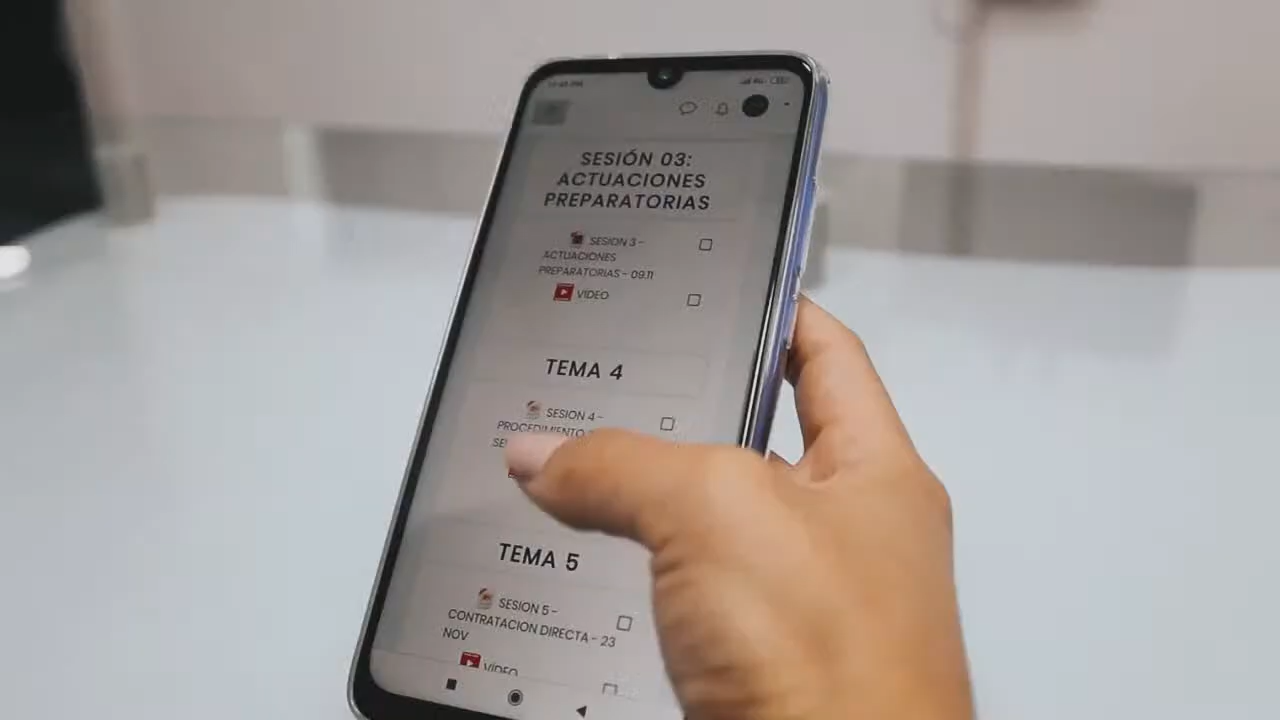 SESIÓN 03:
ACTUACIONES
PREPARATORIAS
SESION 3 -
ACTUACIONES
PREPARATORIAS - 09.11
VIDEO
TEMA 4
SESION 4 -
PROCEDIMIENTO
TEMA 5
SESION 5 -
CONTRATACION DIRECTA - 23
NOV
VIDEO